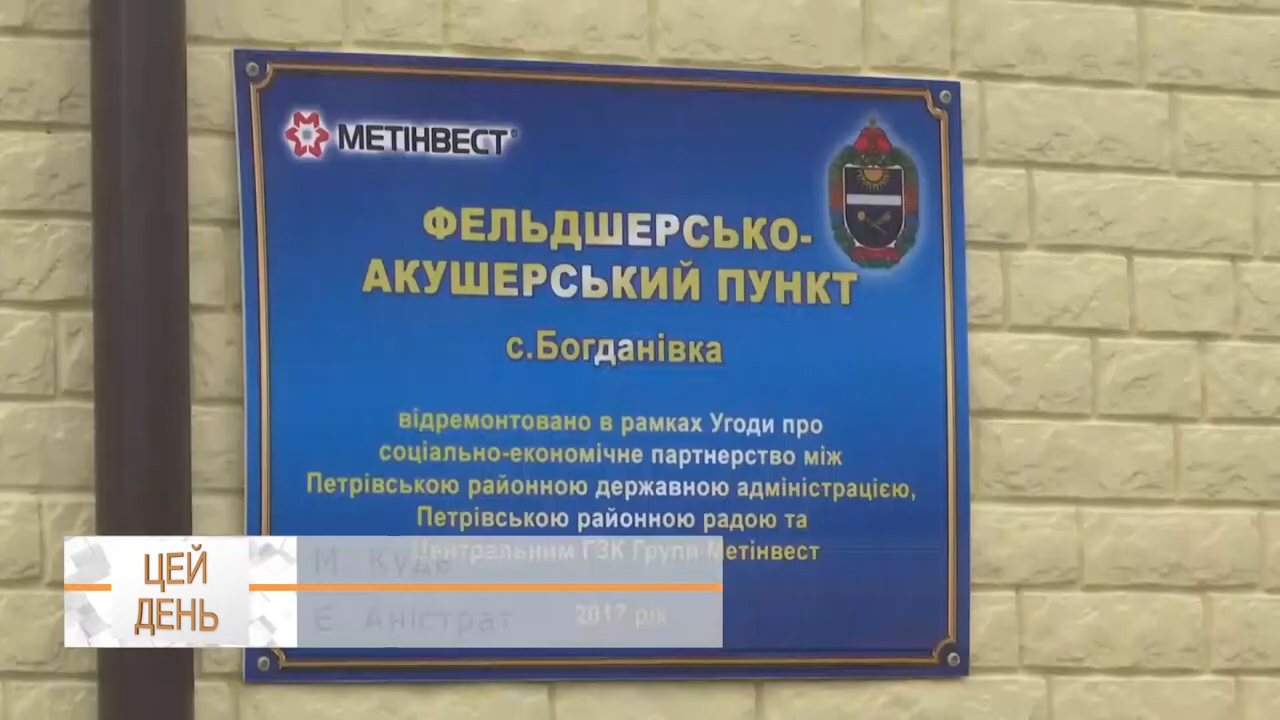 МЕТІНВЕСТ
ФЕЛЬДШЕРСЬКО-
АКУШЕРСЬКИЙ ПУНКТ
с.Богданівка
відремонтовано в рамках Угоди про
соціально-економічне партнерство між
Петрівською районною державною адміністрацією,
Петрівською районною радою та
Центральним ГЗК Групи Метінвест
2017 рік
ЦЕЙ
ДЕНЬ
Є. Аністрат